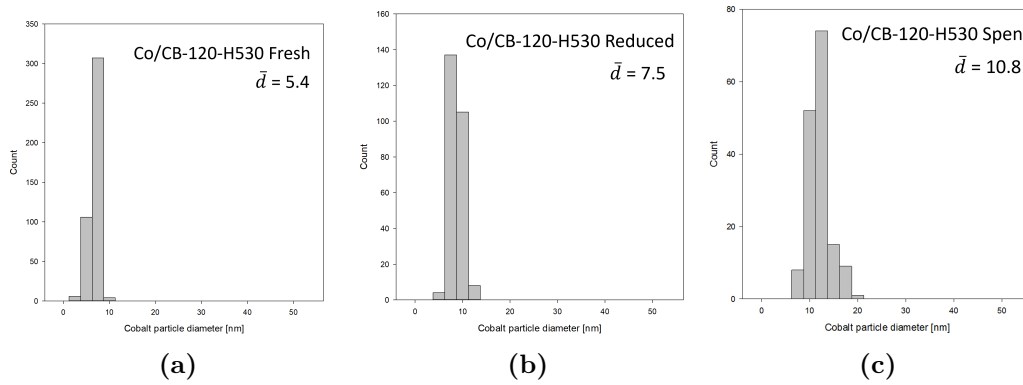 Co/CB-120-H530 Fresh
d̄ = 5.4
350
300
250
200
150
100
50
0
Count
0 10 20 30 40 50
Cobalt particle diameter [nm]
(a)
Co/CB-120-H530 Reduced
d̄ = 7.5
160
140
120
100
80
60
40
20
0
Count
0 10 20 30 40 50
Cobalt particle diameter [nm]
(b)
Co/CB-120-H530 Spen
d̄ = 10.8
80
60
40
20
0
Count
0 10 20 30 40 50
Cobalt particle diameter [nm]
(c)